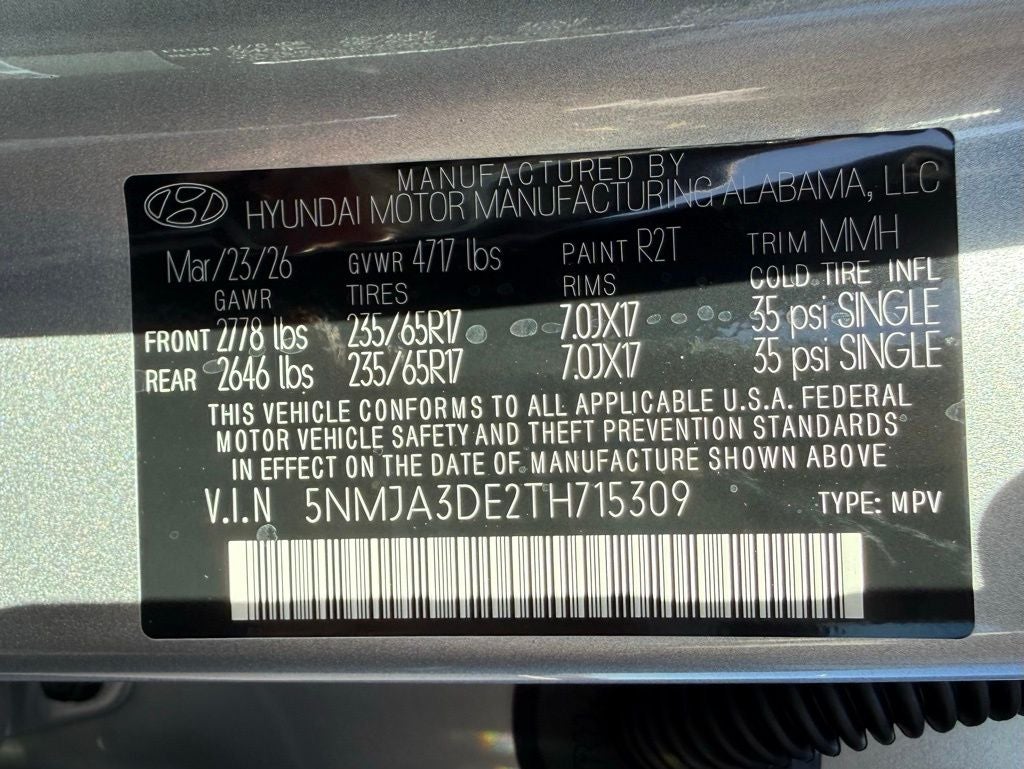 MANUFACTURED BY
HYUNDAI MOTOR MANUFACTURING ALABAMA, LLC
Mar/23/26 GVWR 4717 lbs PAINT R2T TRIM MMH
GAWR TIRES RIMS COLD TIRE INFL
FRONT 2778 lbs 235/65R17 7.0JX17 35 psi SINGLE
REAR 2646 lbs 235/65R17 7.0JX17 35 psi SINGLE
THIS VEHICLE CONFORMS TO ALL APPLICABLE U.S.A. FEDERAL
MOTOR VEHICLE SAFETY AND THEFT PREVENTION STANDARDS
IN EFFECT ON THE DATE OF MANUFACTURE SHOWN ABOVE
V.I.N 5NMJA3DE2TH715309 TYPE: MPV